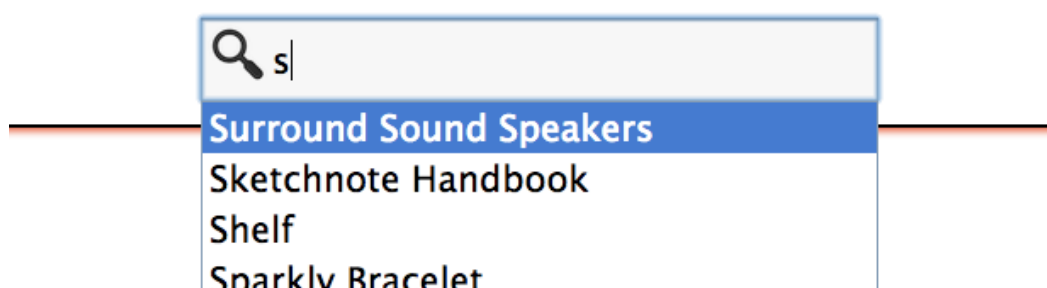 s
Surround Sound Speakers
Sketchnote Handbook
Shelf
Sparkly Bracelet